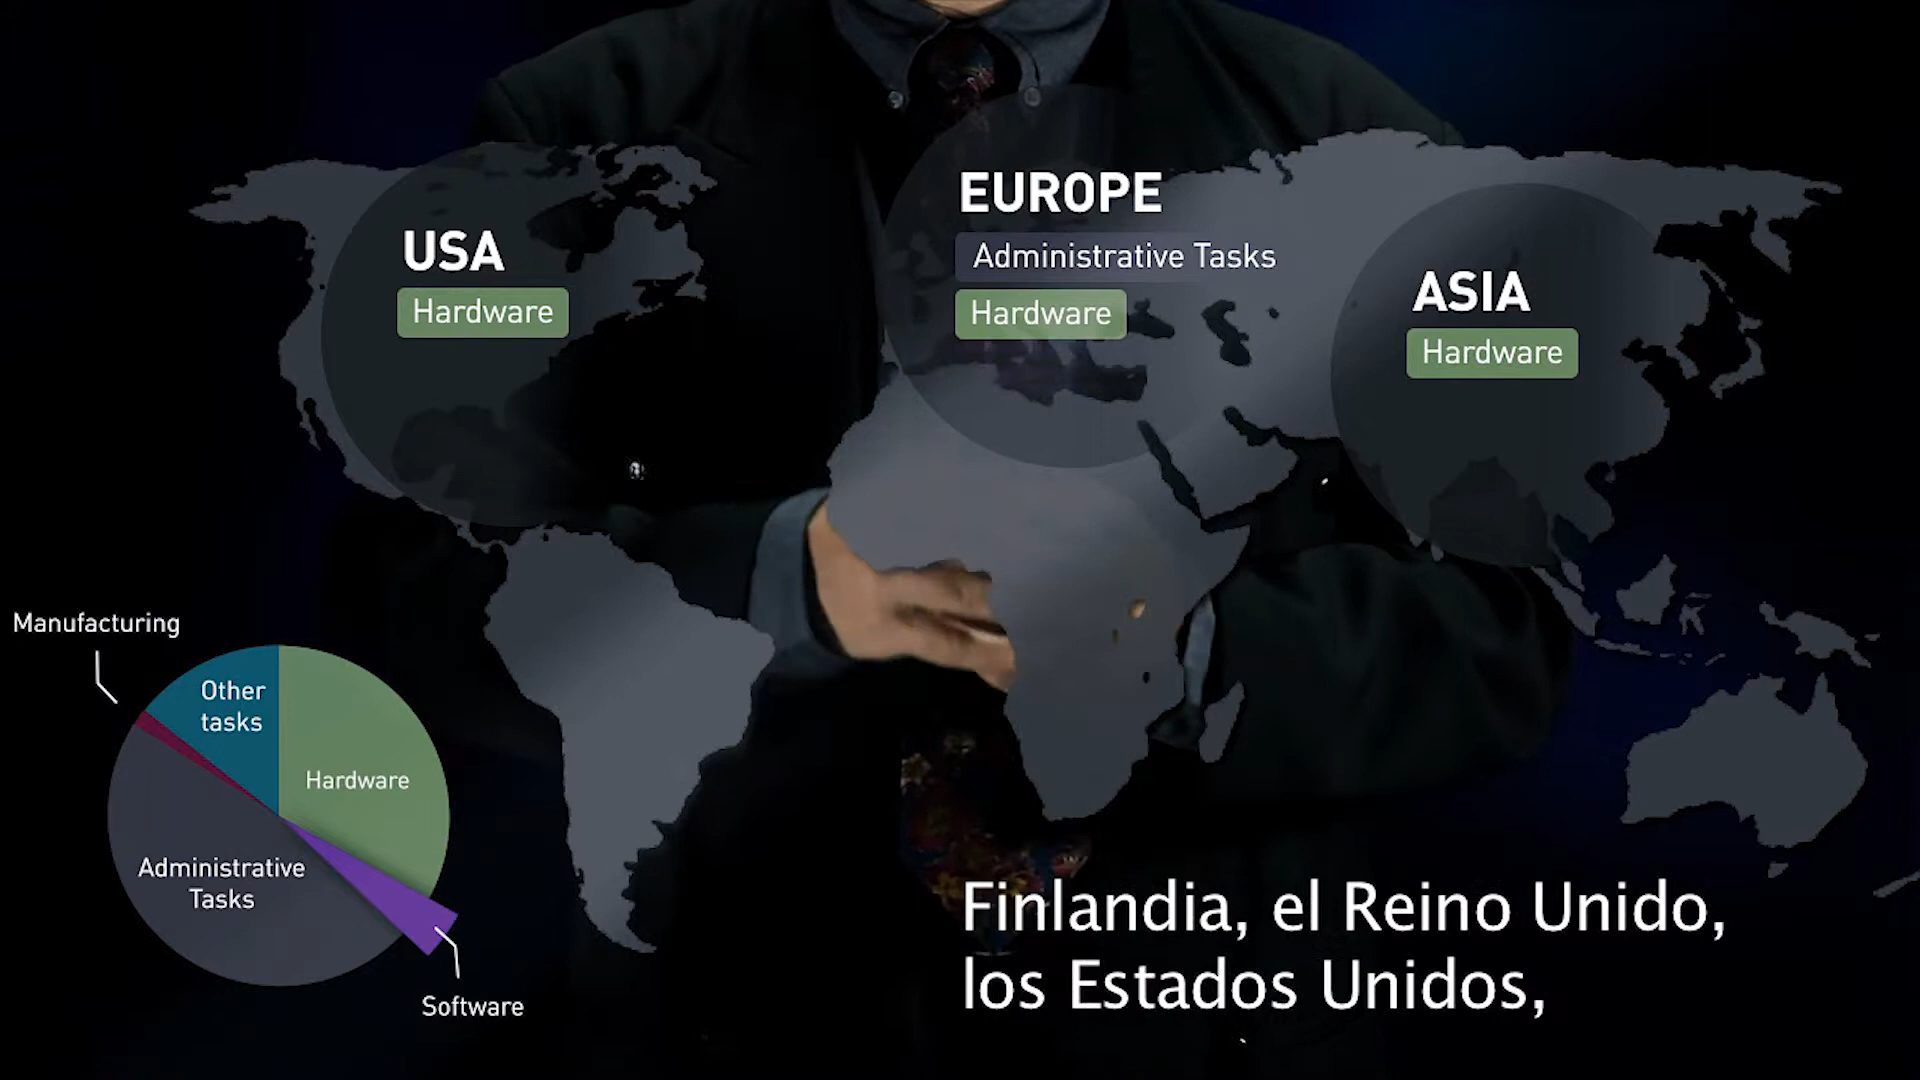 USA
Hardware
EUROPE
Administrative Tasks
Hardware
ASIA
Hardware
Manufacturing
Other
tasks
Hardware
Administrative
Tasks
Software
Finlandia, el Reino Unido,
los Estados Unidos,